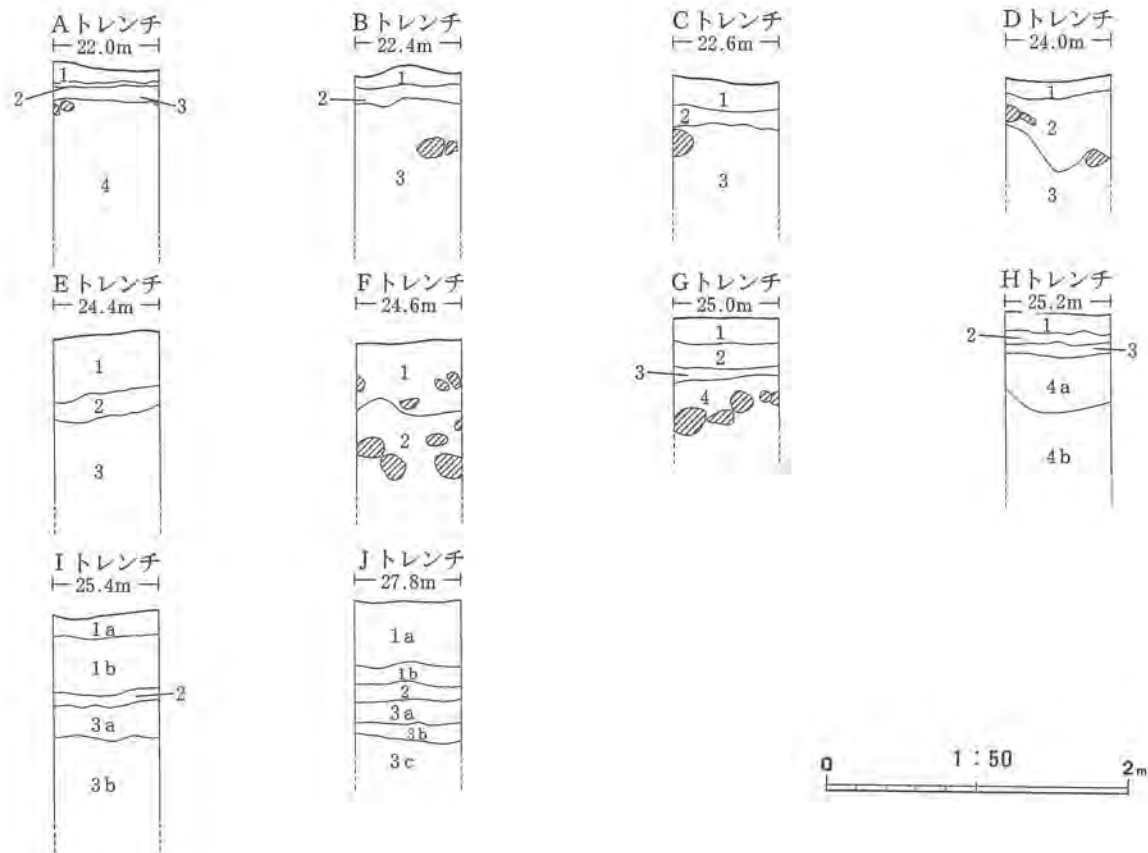 Aトレンチ
22.0m
1
2
3
4
Bトレンチ
22.4m
1
2
3
Cトレンチ
22.6m
1
2
3
Dトレンチ
24.0m
1
2
3
Eトレンチ
24.4m
1
2
3
Fトレンチ
24.6m
1
2
Gトレンチ
25.0m
1
2
3
4
Hトレンチ
25.2m
1
2
3
4a
4b
Iトレンチ
25.4m
1a
1b
2
3a
3b
Jトレンチ
27.8m
1a
1b
2
3a
3b
3c
1:50
0 2m